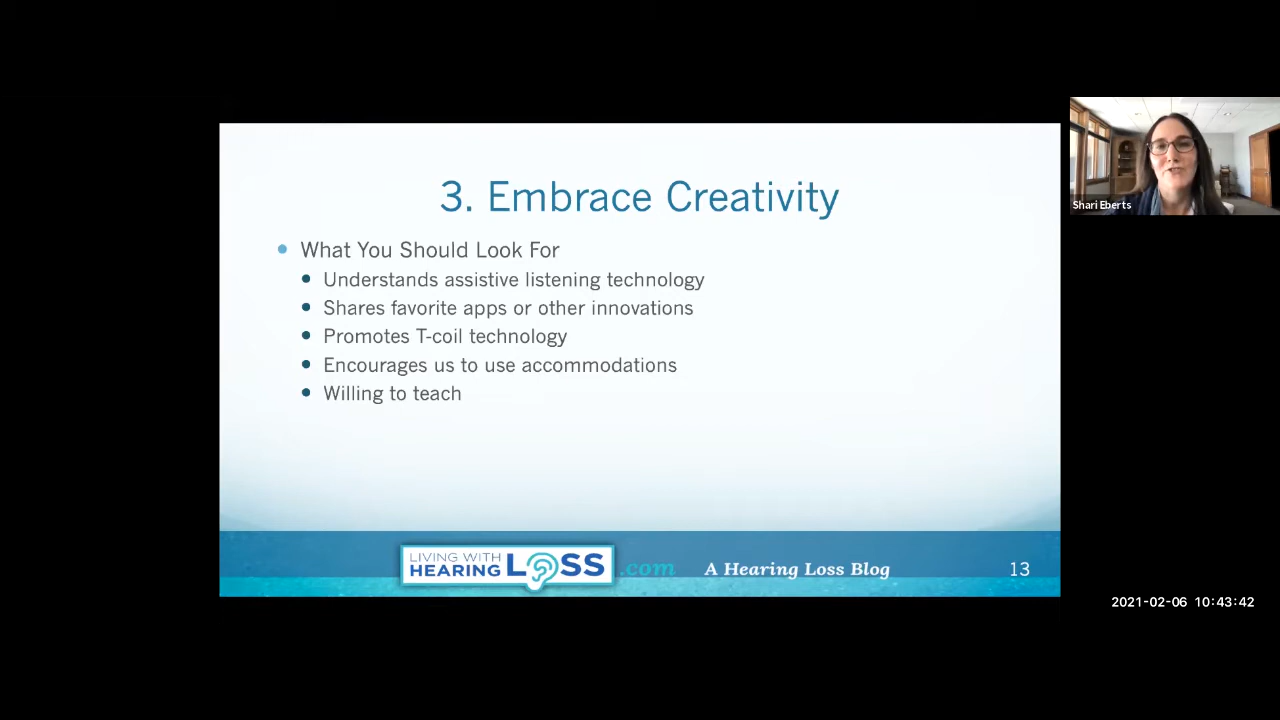 3. Embrace Creativity
What You Should Look For
Understands assistive listening technology
Shares favorite apps or other innovations
Promotes T-coil technology
Encourages us to use accommodations
Willing to teach
LIVING WITH
HEARING LOSS .com
A Hearing Loss Blog
13
Shari Eberts
2021-02-06 10:43:42